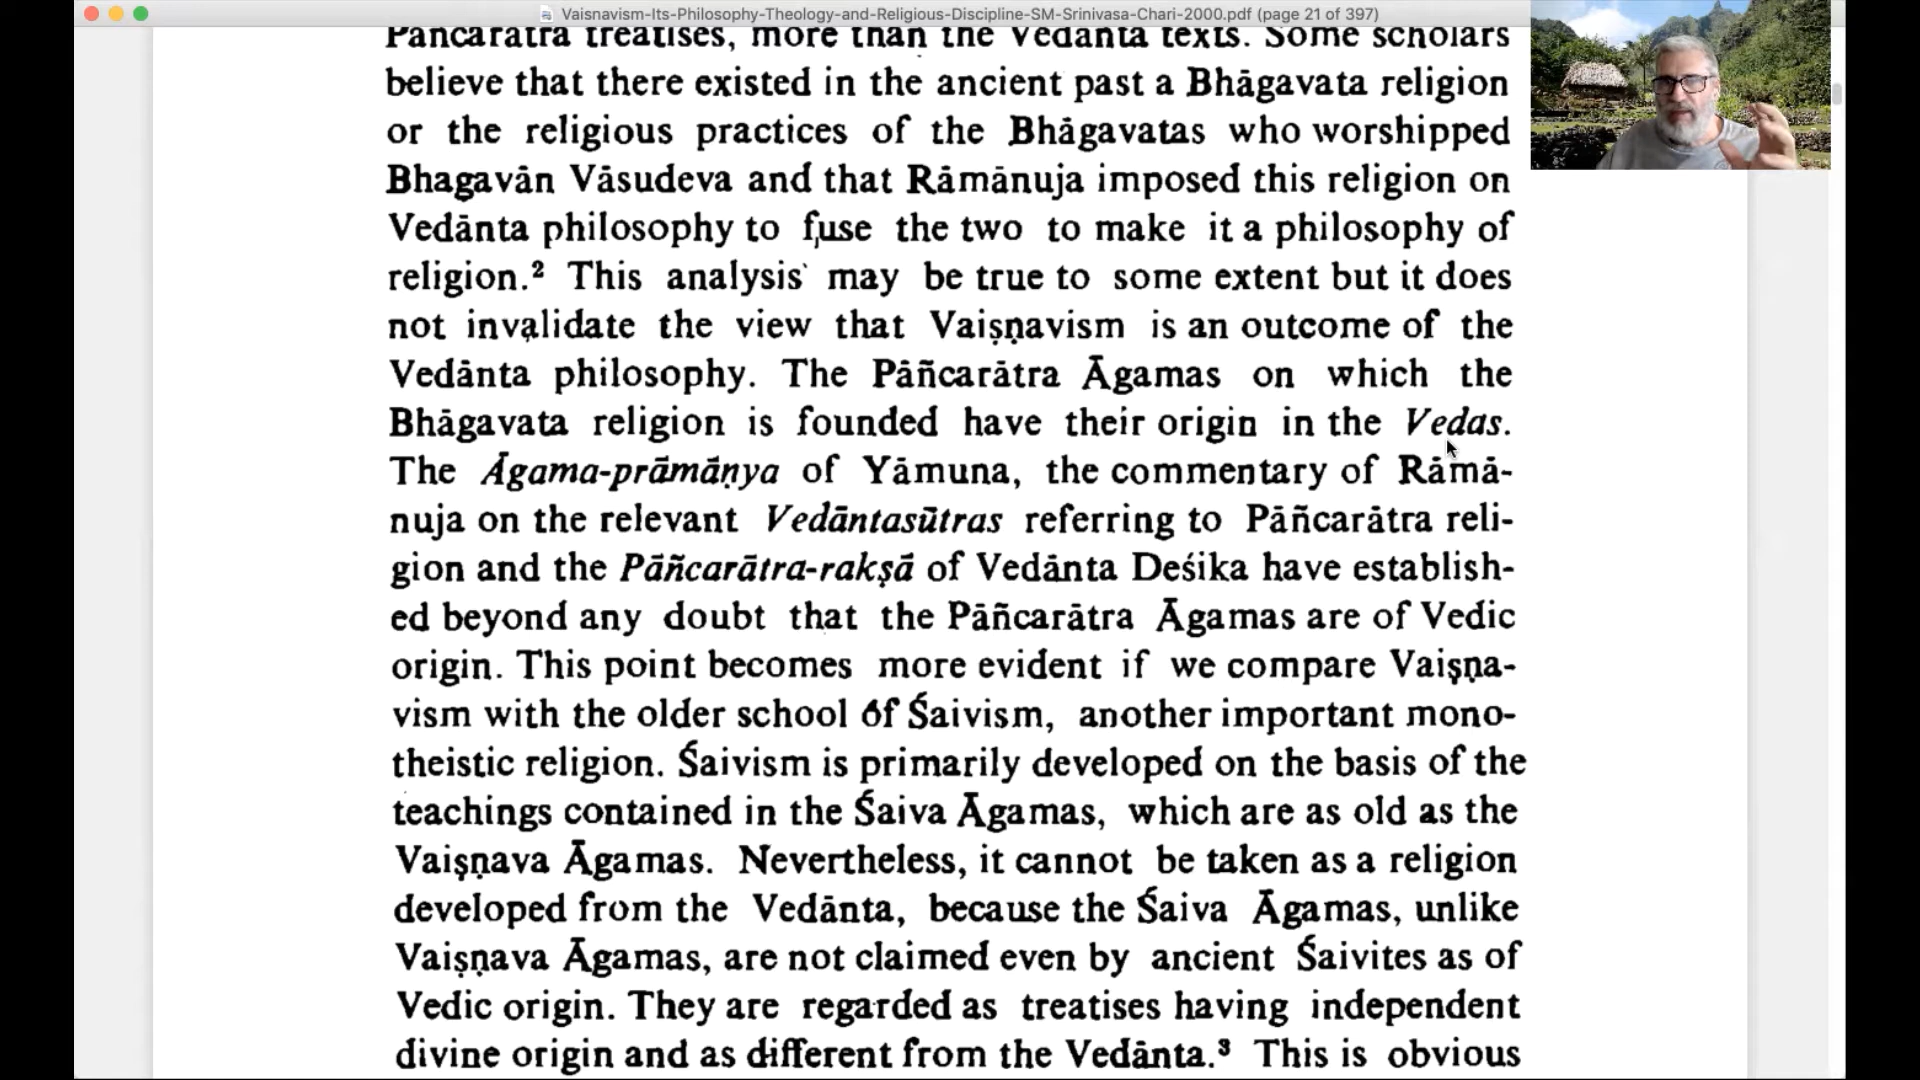 Vaisnavism-Its-Philosophy-Theology-and-Religious-Discipline-SM-Srinivasa-Chari-2000.pdf (page 21 of 397)
Pāñcarātra treatises, more than the Vedānta texts. Some scholars
believe that there existed in the ancient past a Bhāgavata religion
or the religious practices of the Bhāgavatas who worshipped
Bhagavān Vāsudeva and that Rāmānuja imposed this religion on
Vedānta philosophy to fuse the two to make it a philosophy of
religion.² This analysis may be true to some extent but it does
not invalidate the view that Vaiṣṇavism is an outcome of the
Vedānta philosophy. The Pāñcarātra Āgamas on which the
Bhāgavata religion is founded have their origin in the Vedas.
The Āgama-prāmāṇya of Yāmuna, the commentary of Rāmā-
nuja on the relevant Vedāntasūtras referring to Pāñcarātra reli-
gion and the Pāñcarātra-rakṣā of Vedānta Deśika have establish-
ed beyond any doubt that the Pāñcarātra Āgamas are of Vedic
origin. This point becomes more evident if we compare Vaiṣṇa-
vism with the older school of Śaivism, another important mono-
theistic religion. Śaivism is primarily developed on the basis of the
teachings contained in the Śaiva Āgamas, which are as old as the
Vaiṣṇava Āgamas. Nevertheless, it cannot be taken as a religion
developed from the Vedānta, because the Śaiva Āgamas, unlike
Vaiṣṇava Āgamas, are not claimed even by ancient Śaivites as of
Vedic origin. They are regarded as treatises having independent
divine origin and as different from the Vedānta.³ This is obvious